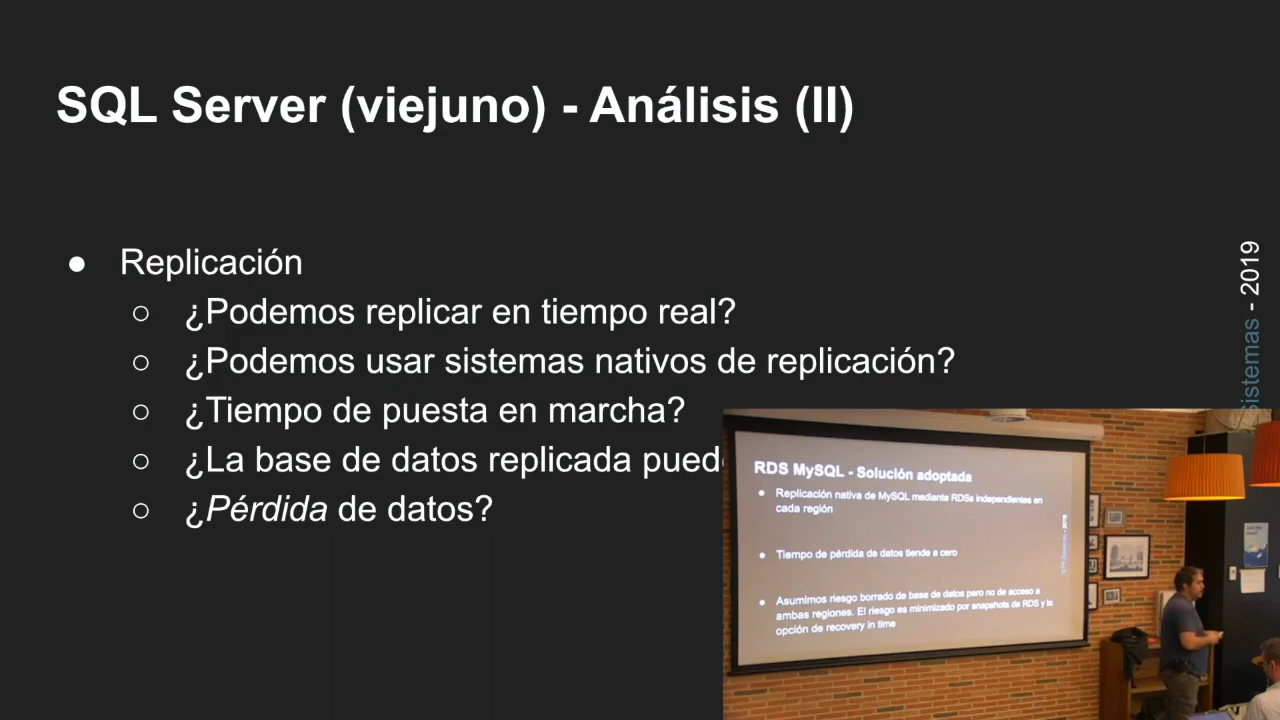 SQL Server (viejuno) - Análisis (II)
● Replicación
○ ¿Podemos replicar en tiempo real?
○ ¿Podemos usar sistemas nativos de replicación?
○ ¿Tiempo de puesta en marcha?
○ ¿La base de datos replicada pued
○ ¿Pérdida de datos?
Sistemas - 2019
RDS MySQL - Solución adoptada
● Replicación nativa de MySQL mediante RDSs independientes en
cada región
● Tiempo de pérdida de datos tiende a cero
● Asumimos riesgo borrado de base de datos pero no de acceso a
ambas regiones. El riesgo es minimizado por snapshots de RDS y la
opción de recovery in time